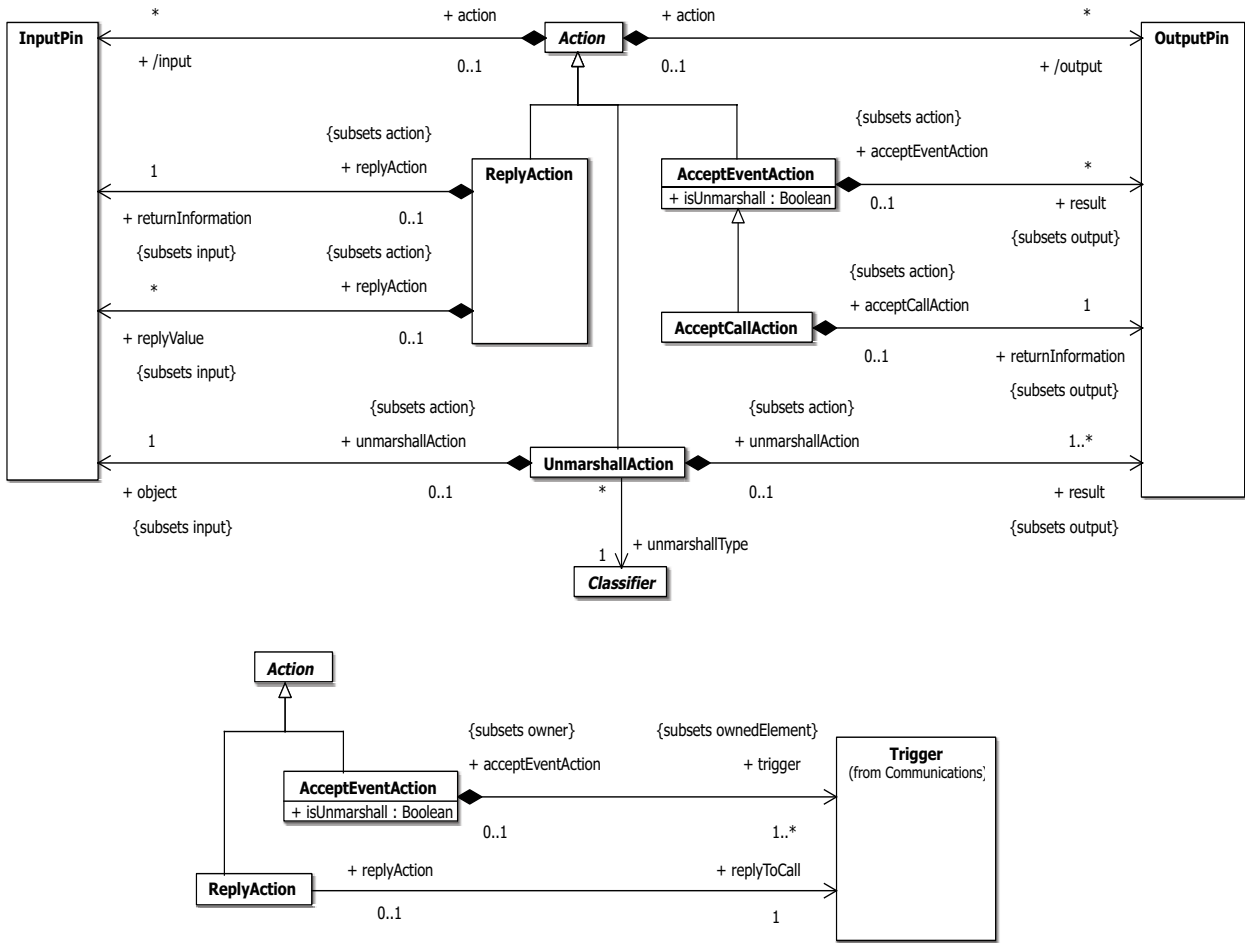 * + action + action *
InputPin Action OutputPin
+ /input 0..1 0..1 + /output
{subsets action}
{subsets action} + acceptEventAction
1 + replyAction ReplyAction AcceptEventAction *
+ isUnmarshall : Boolean
+ returnInformation 0..1 0..1 + result
{subsets input} {subsets action} {subsets output}
{subsets action}
* + replyAction + acceptCallAction 1
AcceptCallAction
+ replyValue 0..1 0..1 + returnInformation
{subsets input} {subsets output}
{subsets action} {subsets action}
1 + unmarshallAction + unmarshallAction 1..*
UnmarshallAction
+ object 0..1 * 0..1 + result
{subsets input} {subsets output}
1 + unmarshallType
Classifier
Action
{subsets owner} {subsets ownedElement}
+ acceptEventAction + trigger Trigger
(from Communications)
AcceptEventAction
+ isUnmarshall : Boolean
0..1 1..*
+ replyAction + replyToCall
ReplyAction
0..1 1